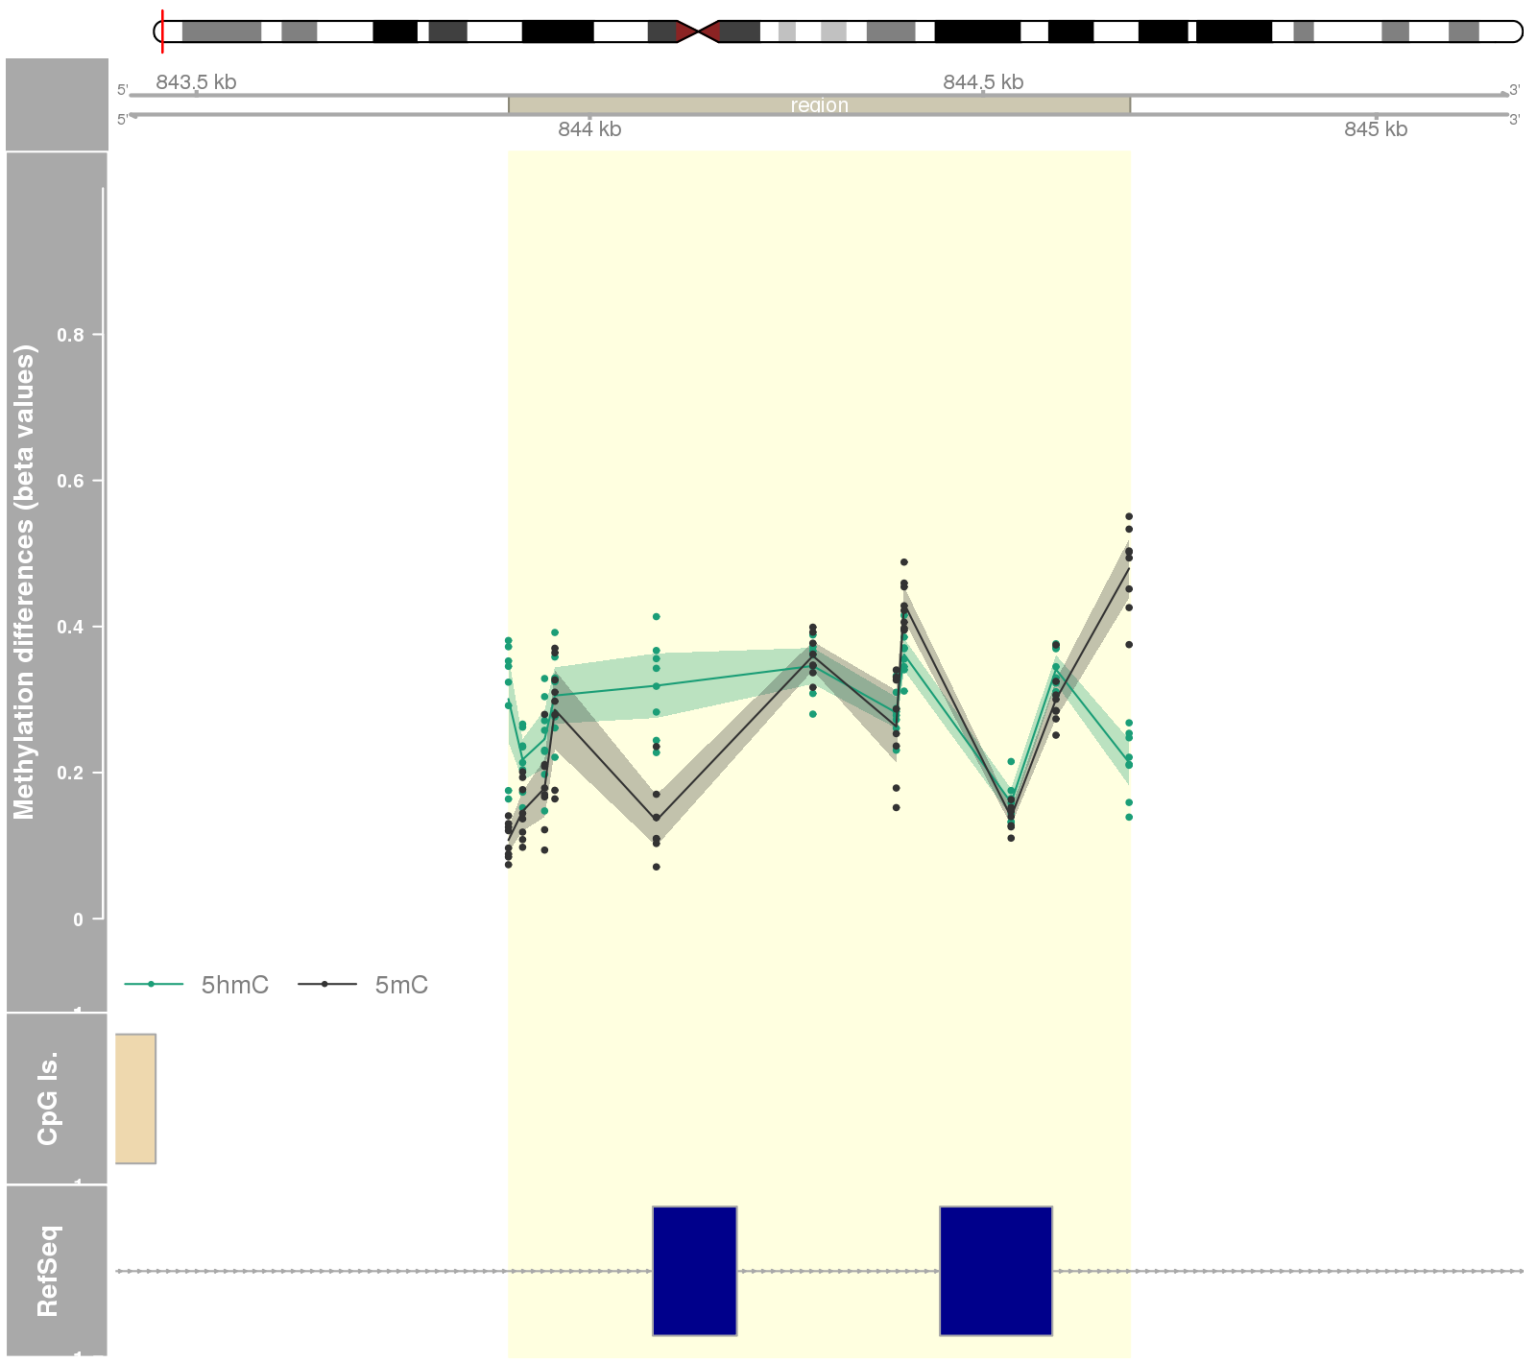 843.5 kb
844.5 kb
5'
3'
region
5'
3'
844 kb
845 kb
Methylation differences (beta values)
0.8
0.6
0.4
0.2
0
5hmC
5mC
CpG Is.
RefSeq